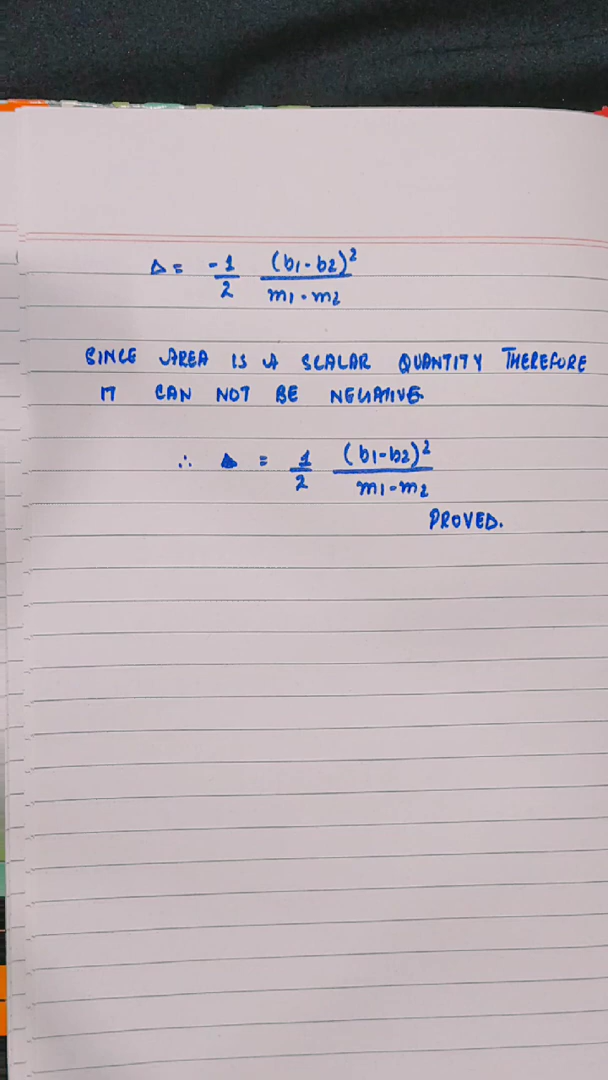 Δ = -1/2 (b1-b2)²/m1-m2
SINCE AREA IS A SCALAR QUANTITY THEREFORE
IT CAN NOT BE NEGATIVE
∴ Δ = 1/2 (b1-b2)²/m1-m2
PROVED.